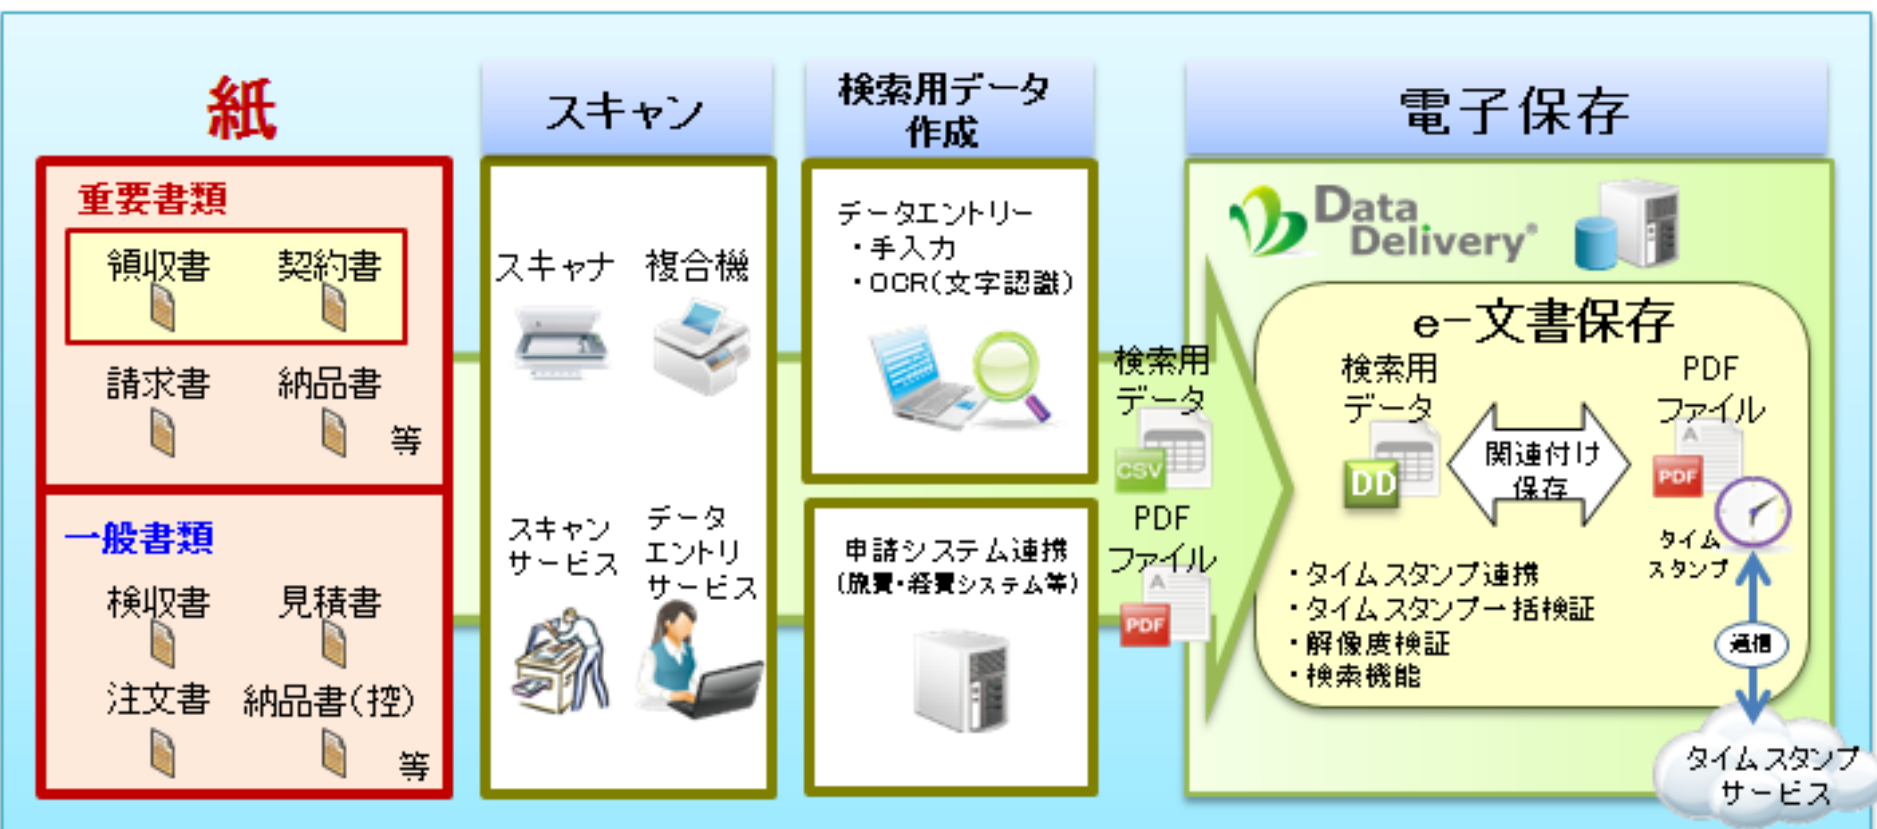 紙
重要書類
領収書 契約書
請求書 納品書
等
一般書類
検収書 見積書
注文書 納品書(控)
等
スキャン
スキャナ 複合機
スキャン
サービス
データ
エントリ
サービス
検索用データ
作成
データエントリー
・手入力
・OCR(文字認識)
申請システム連携
(旅費・経費システム等)
検索用
データ
CSV
PDF
ファイル
A
PDF
電子保存
Data
Delivery®
e-文書保存
検索用
データ
DD
関連付け
保存
PDF
ファイル
A
PDF
タイム
スタンプ
・タイムスタンプ連携
・タイムスタンプ一括検証
・解像度検証
・検索機能
通信
タイムスタンプ
サービス